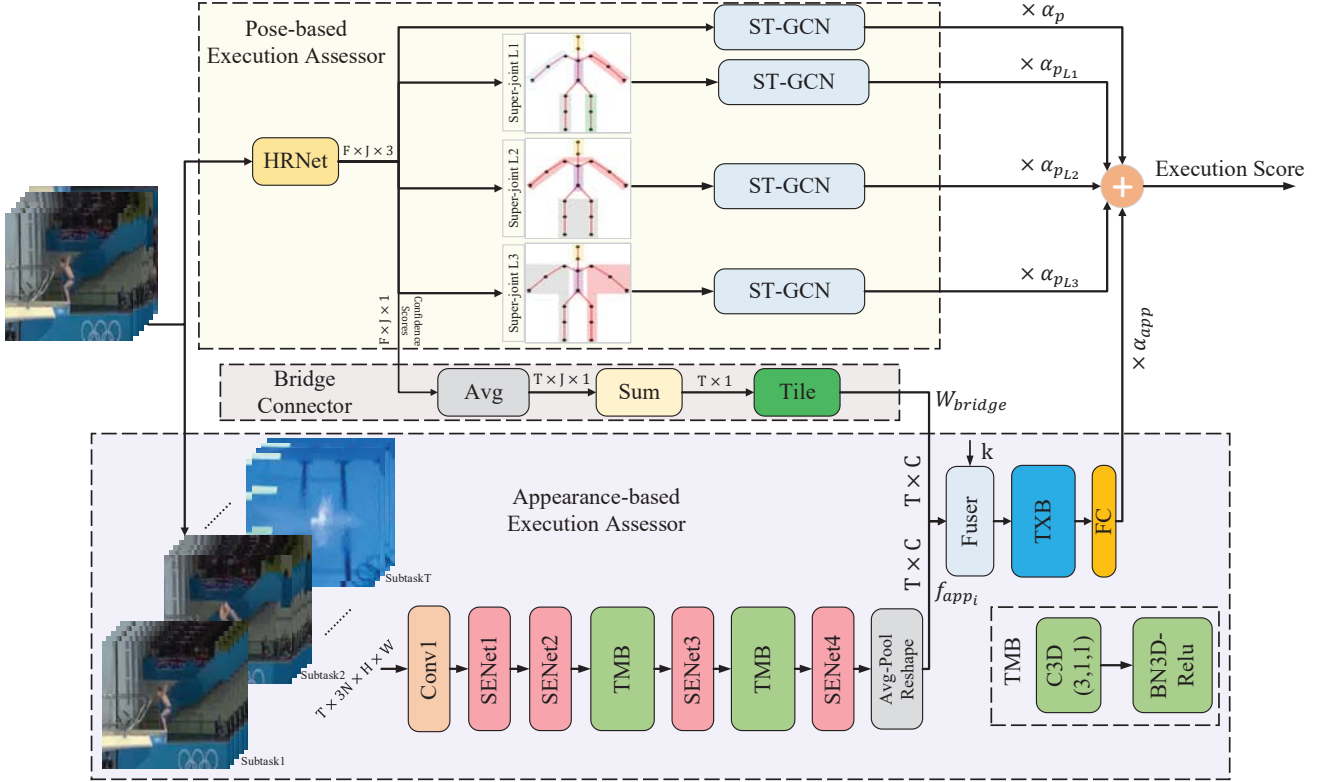 Pose-based
Execution Assessor
HRNet
F × J × 3
Super-joint L1
Super-joint L2
Super-joint L3
ST-GCN
ST-GCN
ST-GCN
ST-GCN
× α_p
× α_{p_{L1}}
× α_{p_{L2}}
× α_{p_{L3}}
+
Execution Score
× α_{app}
F × J × 1
Confidence
Scores
Bridge
Connector
Avg
T × J × 1
Sum
T × 1
Tile
W_{bridge}
Appearance-based
Execution Assessor
SubtaskT
Subtask2
Subtask1
T × 3N × H × W
Conv1
SENet1
SENet2
TMB
SENet3
TMB
SENet4
Avg-Pool
Reshape
f_{app_i}
T × C
T × C
k
Fuser
TXB
FC
TMB
C3D
(3,1,1)
BN3D-
Relu